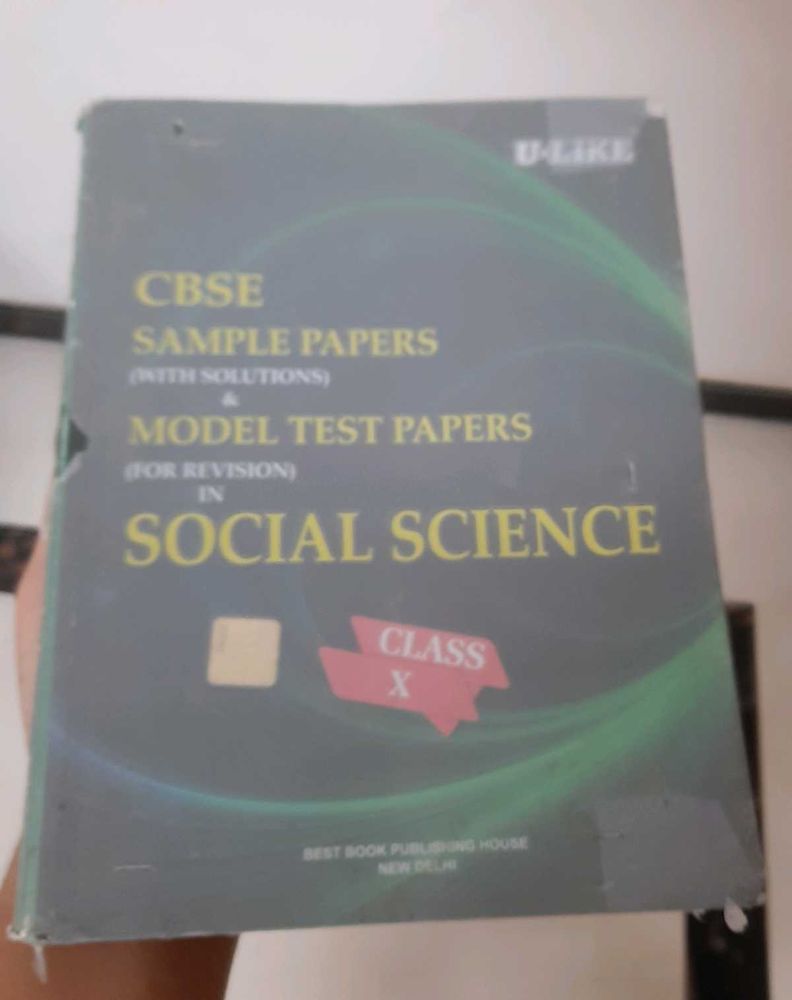 U-LIKE
CBSE
SAMPLE PAPERS
(WITH SOLUTIONS)
&
MODEL TEST PAPERS
(FOR REVISION)
IN
SOCIAL SCIENCE
CLASS
X
BEST BOOK PUBLISHING HOUSE
NEW DELHI